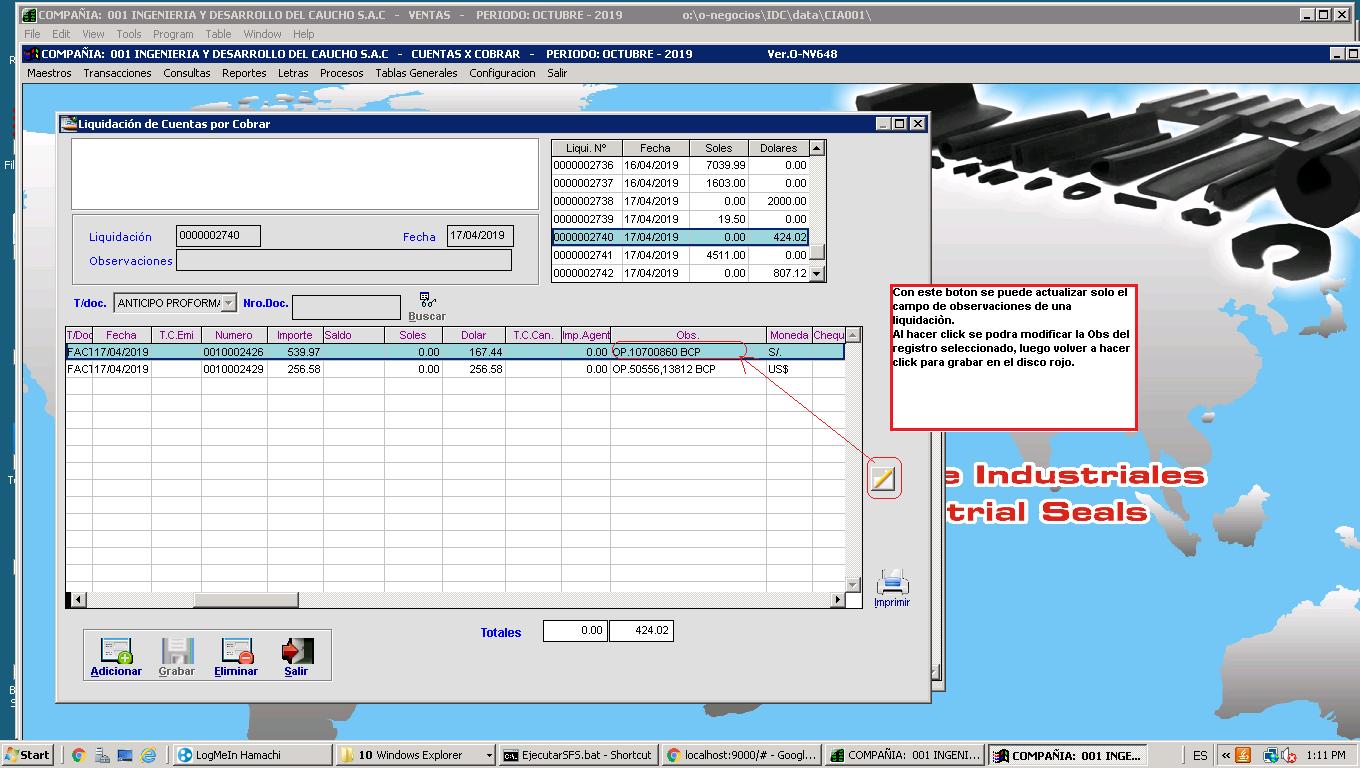 COMPAÑIA: 001 INGENIERIA Y DESARROLLO DEL CAUCHO S.A.C - VENTAS - PERIODO: OCTUBRE - 2019 o:\o-negocios\IDC\data\CIA001\
File Edit View Tools Program Table Window Help
COMPAÑIA: 001 INGENIERIA Y DESARROLLO DEL CAUCHO S.A.C - CUENTAS X COBRAR - PERIODO: OCTUBRE - 2019 Ver.O-NV648
Maestros Transacciones Consultas Reportes Letras Procesos Tablas Generales Configuracion Salir
Liquidación de Cuentas por Cobrar
Liqui. Nº Fecha Soles Dolares
0000002736 16/04/2019 7039.99 0.00
0000002737 16/04/2019 1603.00 0.00
0000002738 17/04/2019 0.00 2000.00
0000002739 17/04/2019 19.50 0.00
0000002740 17/04/2019 0.00 424.02
0000002741 17/04/2019 4511.00 0.00
0000002742 17/04/2019 0.00 807.12
Liquidación 0000002740 Fecha 17/04/2019
Observaciones
T/doc. ANTICIPO PROFORMA Nro.Doc. Buscar
T/Doc Fecha T.C.Emi Numero Importe Saldo Soles Dolar T.C.Can. Imp.Agent Obs. Moneda Chequ
FAC 17/04/2019 0010002426 539.97 0.00 167.44 0.00 OP.10700860 BCP S/.
FAC 17/04/2019 0010002429 256.58 0.00 256.58 0.00 OP.50556,13812 BCP US$
Con este boton se puede actualizar solo el
campo de observaciones de una
liquidaciòn.
Al hacer click se podra modificar la Obs del
registro seleccionado, luego volver a hacer
click para grabar en el disco rojo.
e Industriales
trial Seals
Imprimir
Totales 0.00 424.02
Adicionar Grabar Eliminar Salir
Start LogMeIn Hamachi 10 Windows Explorer EjecutarSFS.bat - Shortcut localhost:9000/# - Googl... COMPAÑIA: 001 INGENI... COMPAÑIA: 001 INGE... ES « 1:11 PM